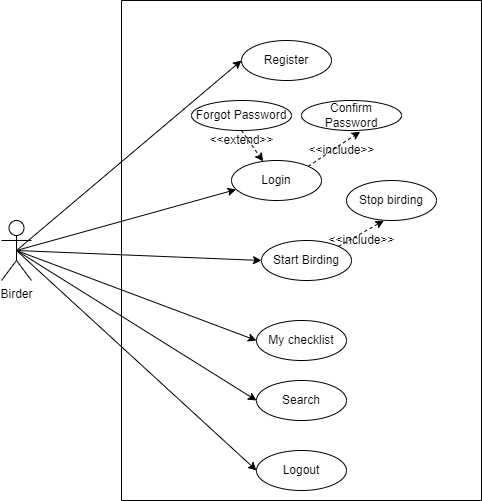 Register
Forgot Password
Confirm
Password
<<extend>>
<<include>>
Login
Stop birding
<<include>>
Start Birding
Birder
My checklist
Search
Logout